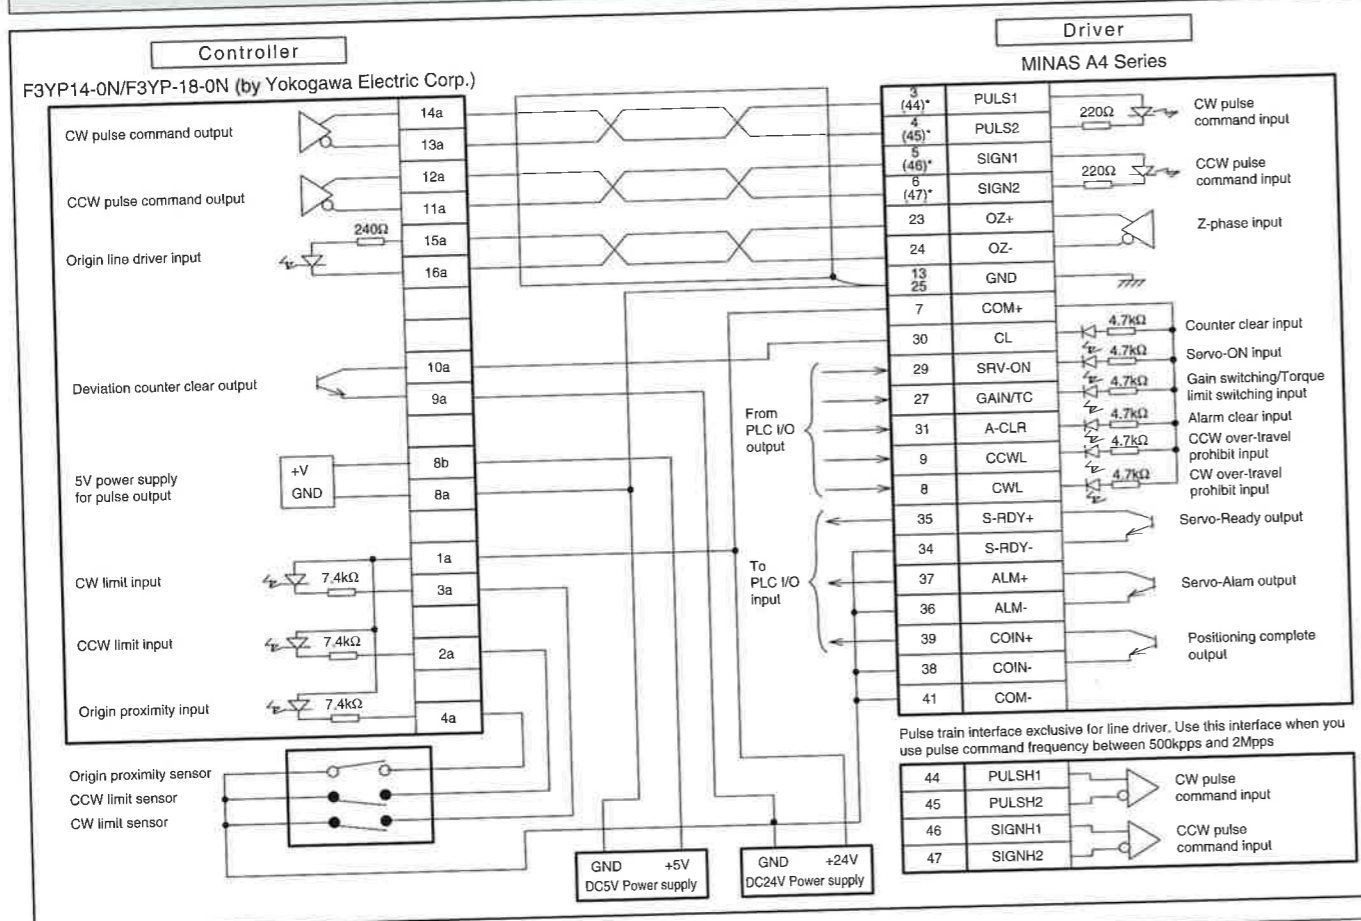 Controller
F3YP14-0N/F3YP-18-0N (by Yokogawa Electric Corp.)
CW pulse command output
CCW pulse command output
Origin line driver input
240Ω
Deviation counter clear output
5V power supply
for pulse output
+V
GND
CW limit input
7.4kΩ
CCW limit input
7.4kΩ
Origin proximity input
7.4kΩ
14a
13a
12a
11a
15a
16a
10a
9a
8b
8a
1a
3a
2a
4a
Origin proximity sensor
CCW limit sensor
CW limit sensor
GND +5V
DC5V Power supply
GND +24V
DC24V Power supply
From
PLC I/O
output
To
PLC I/O
input
Driver
MINAS A4 Series
3
(44)* PULS1
4
(45)* PULS2
5
(46)* SIGN1
6
(47)* SIGN2
23 OZ+
24 OZ-
13
25 GND
7 COM+
30 CL
29 SRV-ON
27 GAIN/TC
31 A-CLR
9 CCWL
8 CWL
35 S-RDY+
34 S-RDY-
37 ALM+
36 ALM-
39 COIN+
38 COIN-
41 COM-
220Ω
CW pulse
command input
220Ω
CCW pulse
command input
Z-phase input
4.7kΩ
Counter clear input
4.7kΩ
Servo-ON input
4.7kΩ
Gain switching/Torque
limit switching input
4.7kΩ
Alarm clear input
4.7kΩ
CCW over-travel
prohibit input
4.7kΩ
CW over-travel
prohibit input
Servo-Ready output
Servo-Alam output
Positioning complete
output
Pulse train interface exclusive for line driver. Use this interface when you
use pulse command frequency between 500kpps and 2Mpps
44 PULSH1
45 PULSH2
46 SIGNH1
47 SIGNH2
CW pulse
command input
CCW pulse
command input